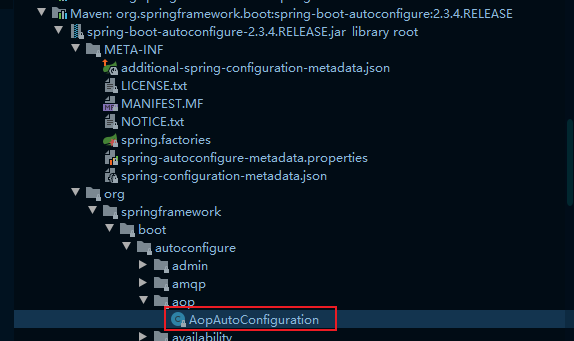 Maven: org.springframework.boot:spring-boot-autoconfigure:2.3.4.RELEASE
spring-boot-autoconfigure-2.3.4.RELEASE.jar library root
META-INF
additional-spring-configuration-metadata.json
LICENSE.txt
MANIFEST.MF
NOTICE.txt
spring.factories
spring-autoconfigure-metadata.properties
spring-configuration-metadata.json
org
springframework
boot
autoconfigure
admin
amqp
aop
AopAutoConfiguration
availability